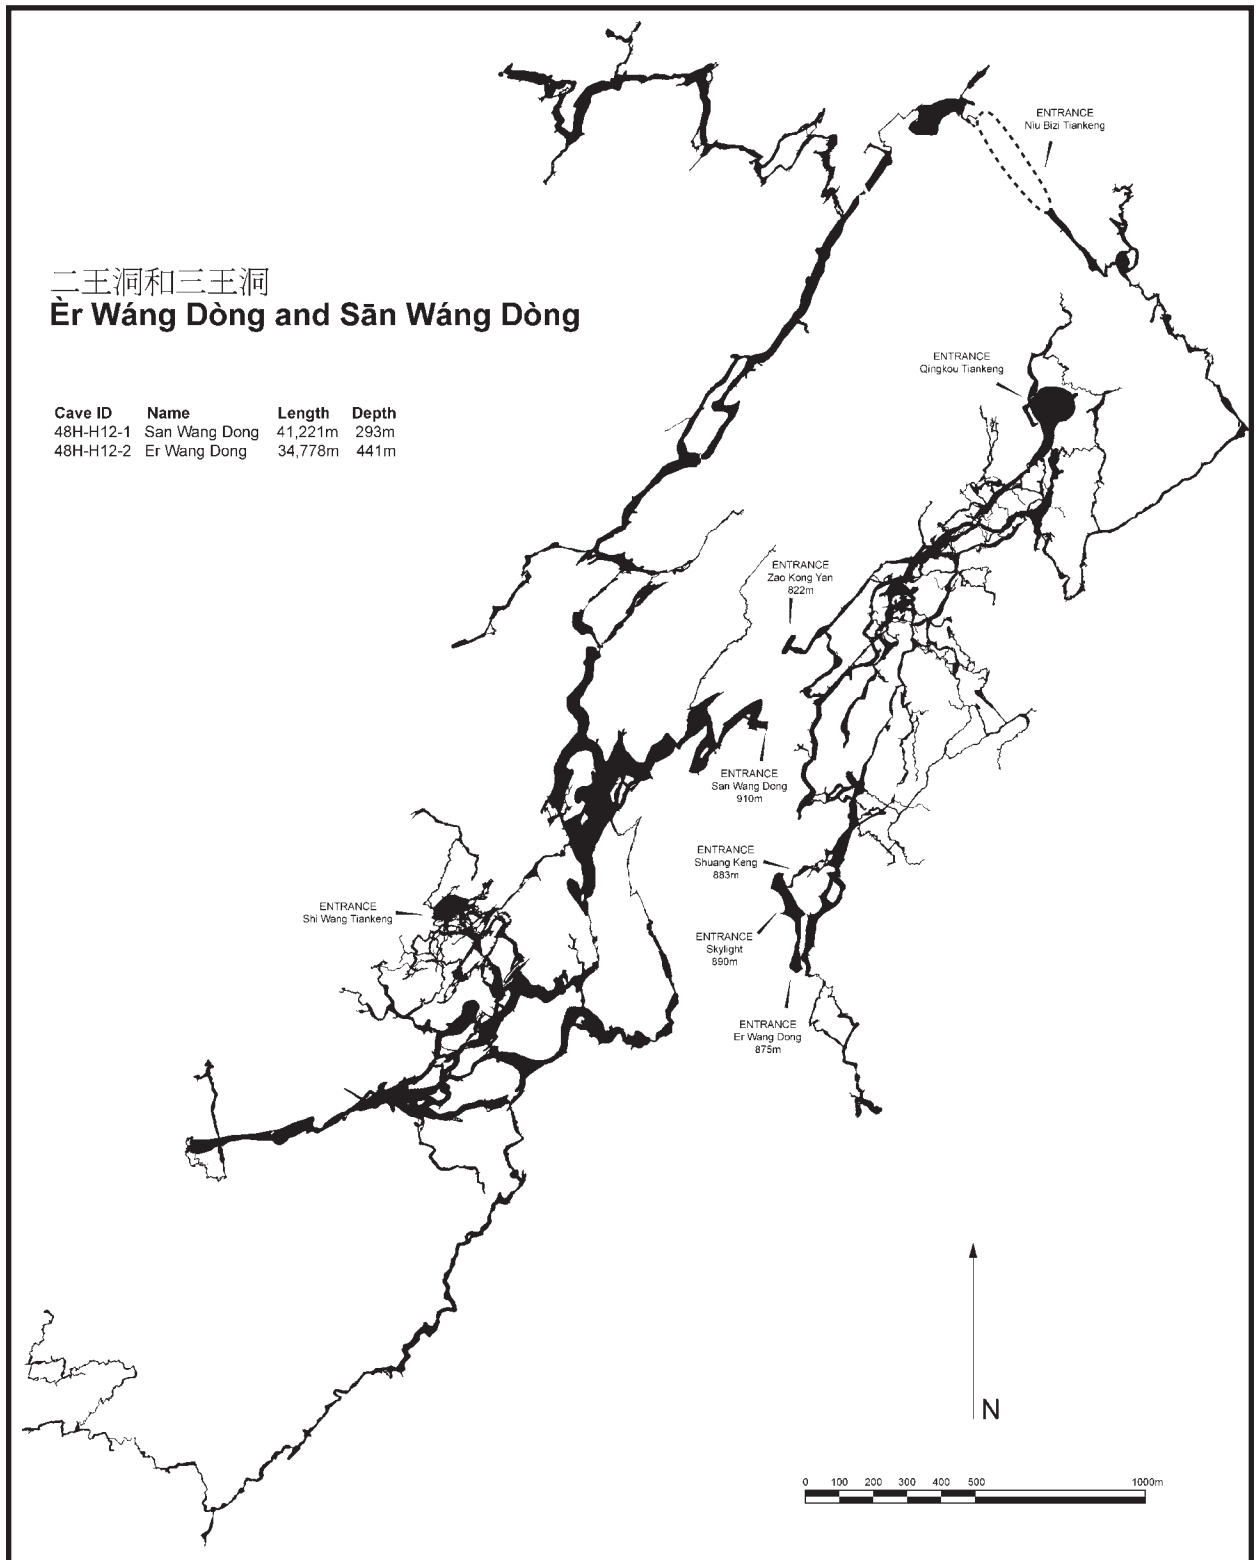 ENTRANCE
Niu Bizi Tiankeng
二王洞和三王洞
Èr Wáng Dòng and Sān Wáng Dòng
ENTRANCE
Qingkou Tiankeng
Cave ID Name Length Depth
48H-H12-1 San Wang Dong 41,221m 293m
48H-H12-2 Er Wang Dong 34,778m 441m
ENTRANCE
Zao Kong Yan
822m
ENTRANCE
San Wang Dong
910m
ENTRANCE
Shuang Keng
883m
ENTRANCE
Shi Wang Tiankeng
ENTRANCE
Skylight
890m
ENTRANCE
Er Wang Dong
875m
N
0 100 200 300 400 500 1000m